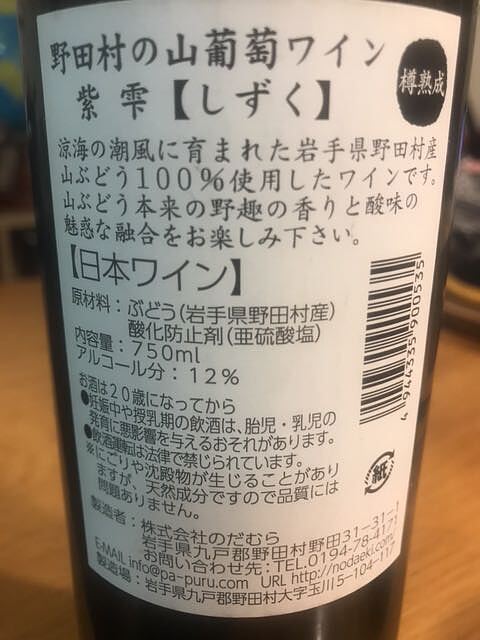 野田村の山葡萄ワイン
紫雫【しずく】
樽熟成
涼海の潮風に育まれた岩手県野田村産
山ぶどう100％使用したワインです。
山ぶどう本来の野趣の香りと酸味の
魅惑な融合をお楽しみ下さい。
【日本ワイン】
原材料：ぶどう(岩手県野田村産)
酸化防止剤(亜硫酸塩)
内容量：750ml
アルコール分：12％
お酒は20歳になってから
●妊娠中や授乳期の飲酒は、胎児・乳児の
発育に悪影響を与えるおそれがあります。
●飲酒運転は法律で禁じられています。
※にごりや沈殿物が生じることがあり
ますが、天然成分ですので品質には
問題ありません。
製造者：株式会社のだむら
岩手県九戸郡野田村野田31-31-1
お問い合わせ先：TEL.0194-78-4171
E-MAIL info@pa-puru.com URL http://nodaeki.com/
製造場：岩手県九戸郡野田村大字玉川5-104-117
4 944335 900535
紙